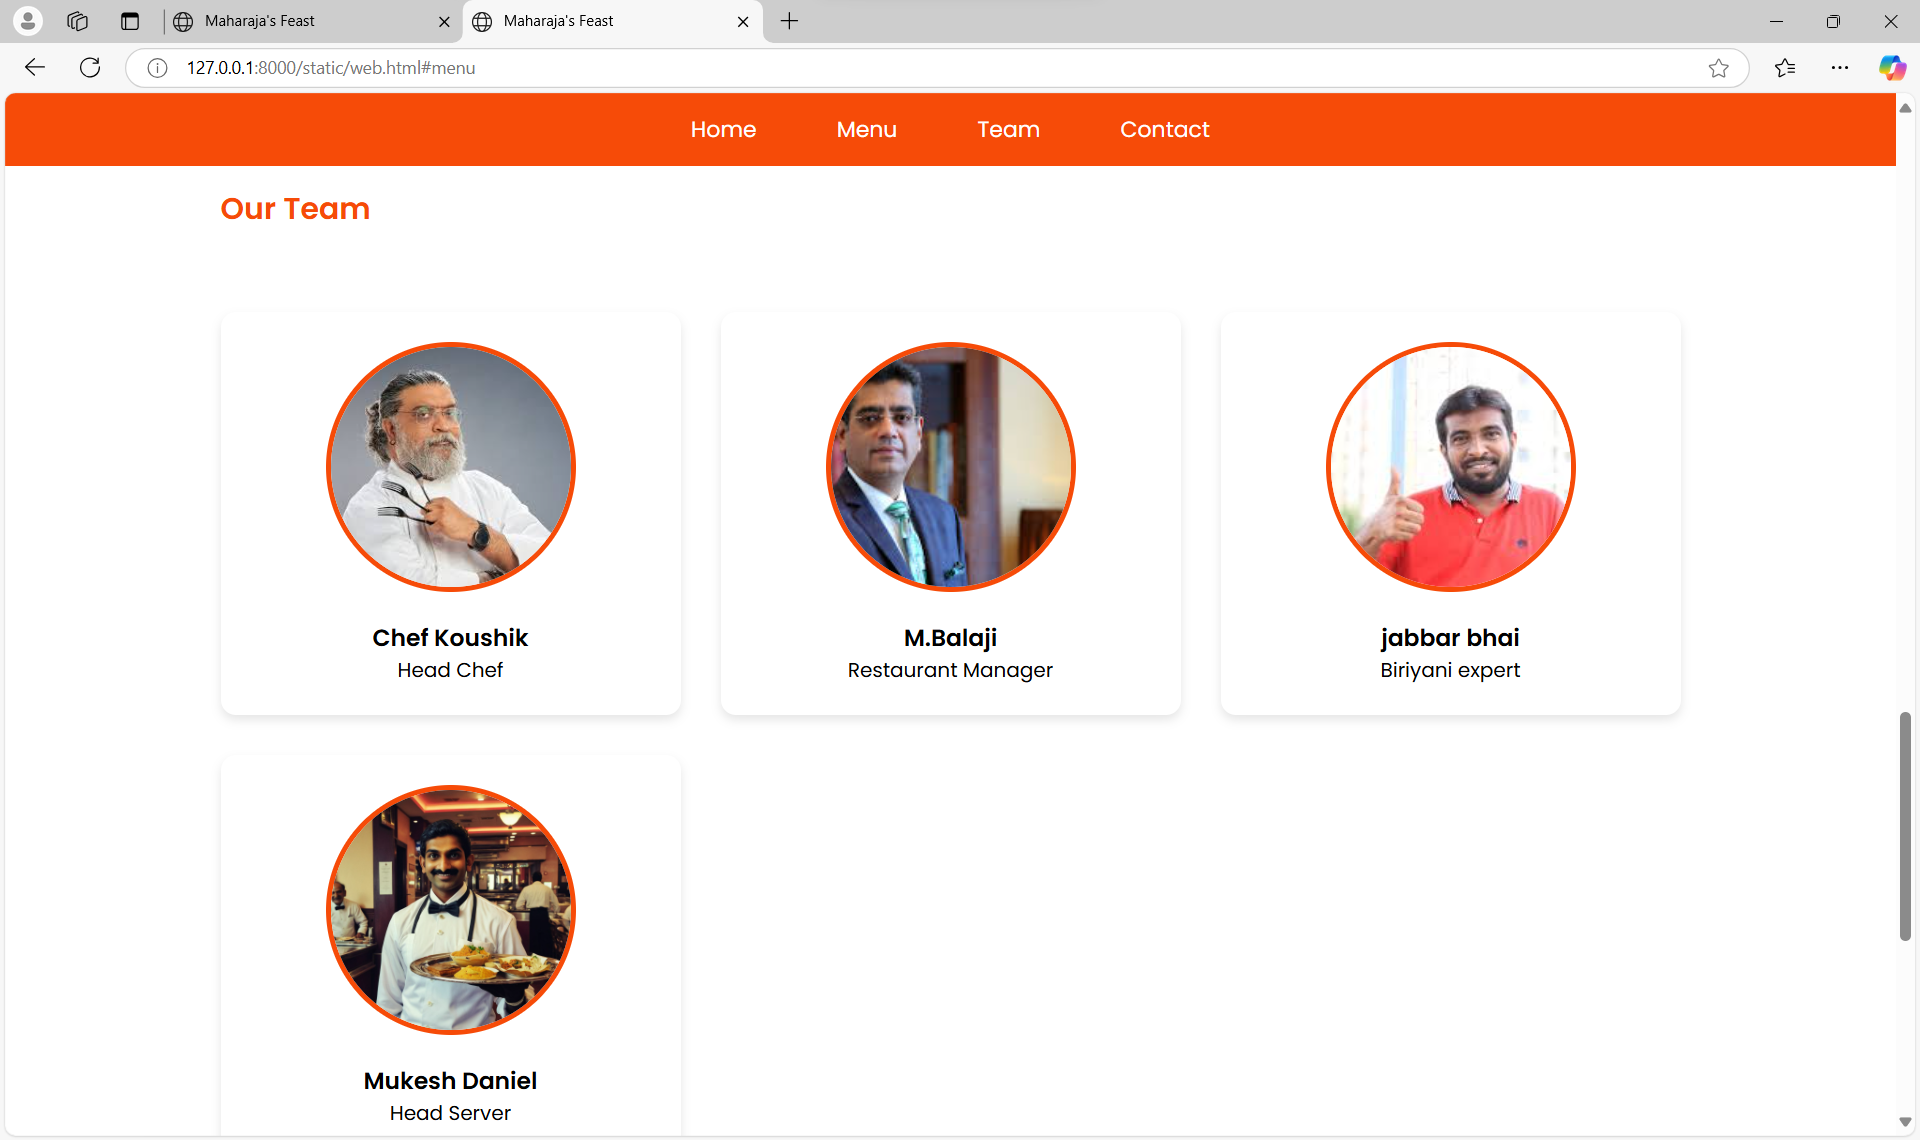 Maharaja's Feast
Maharaja's Feast
127.0.0.1:8000/static/web.html#menu
Home
Menu
Team
Contact
Our Team
Chef Koushik
Head Chef
M.Balaji
Restaurant Manager
jabbar bhai
Biriyani expert
Mukesh Daniel
Head Server